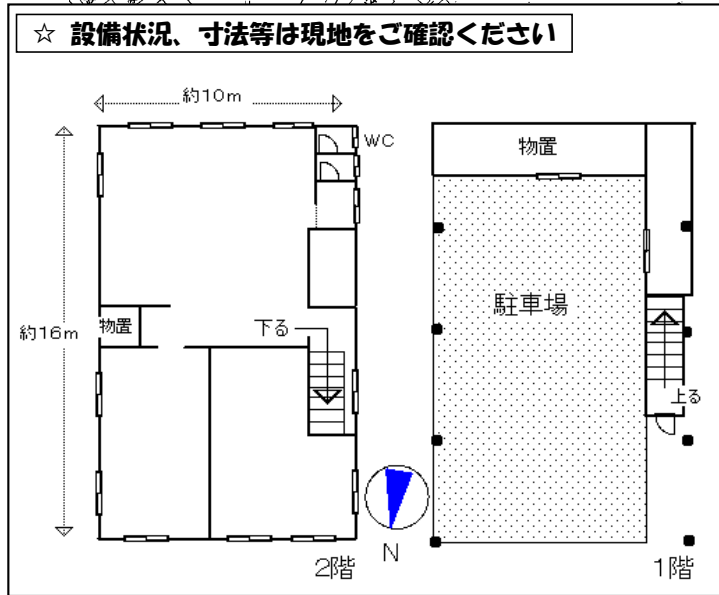 ☆ 設備状況、寸法等は現地をご確認ください
約10m
WC
物置
約16m
物置
下る
駐車場
上る
N
2階
1階